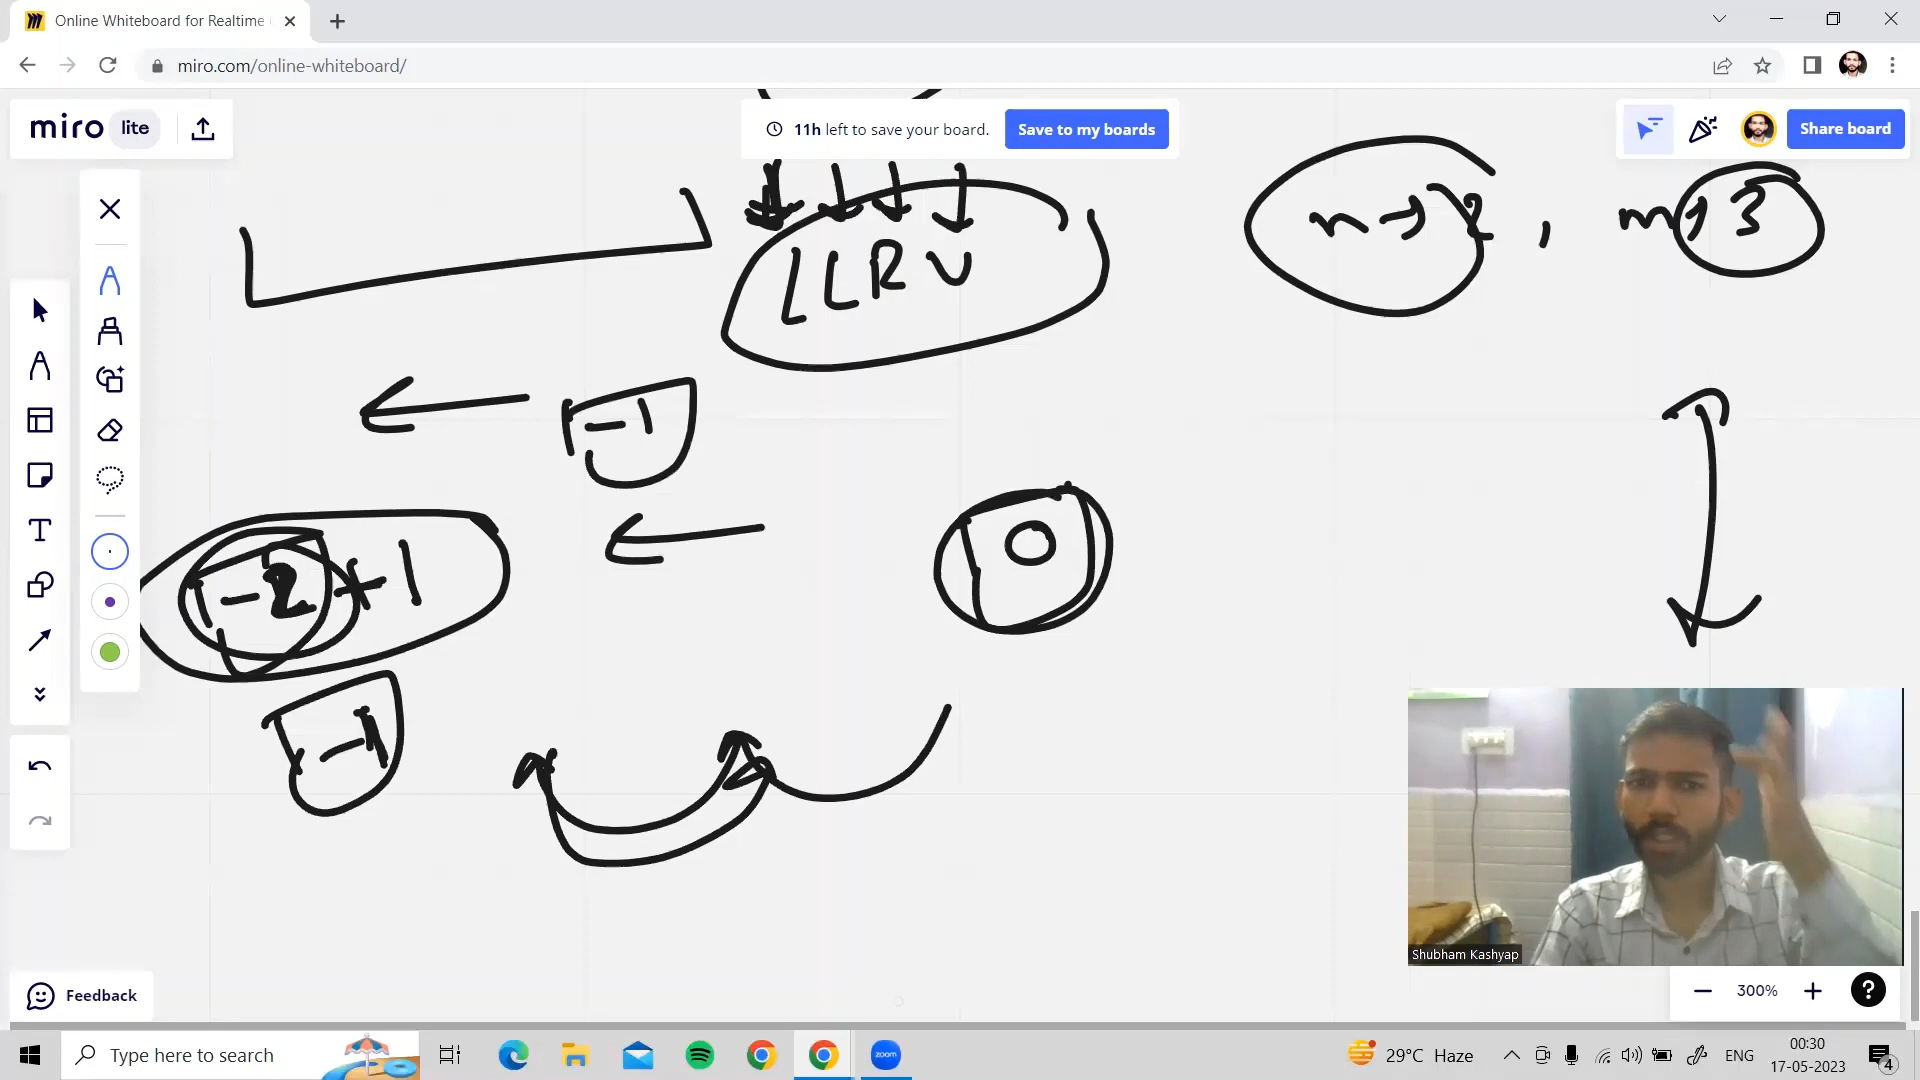 Online Whiteboard for Realtime
miro.com/online-whiteboard/
miro lite
11h left to save your board. Save to my boards
Share board
n → 2 , m → 3
L L R U
-1
0
-2 + 1
-1
Shubham Kashyap
Feedback
300%
Type here to search
zoom
29°C Haze
ENG
00:30
17-05-2023
4